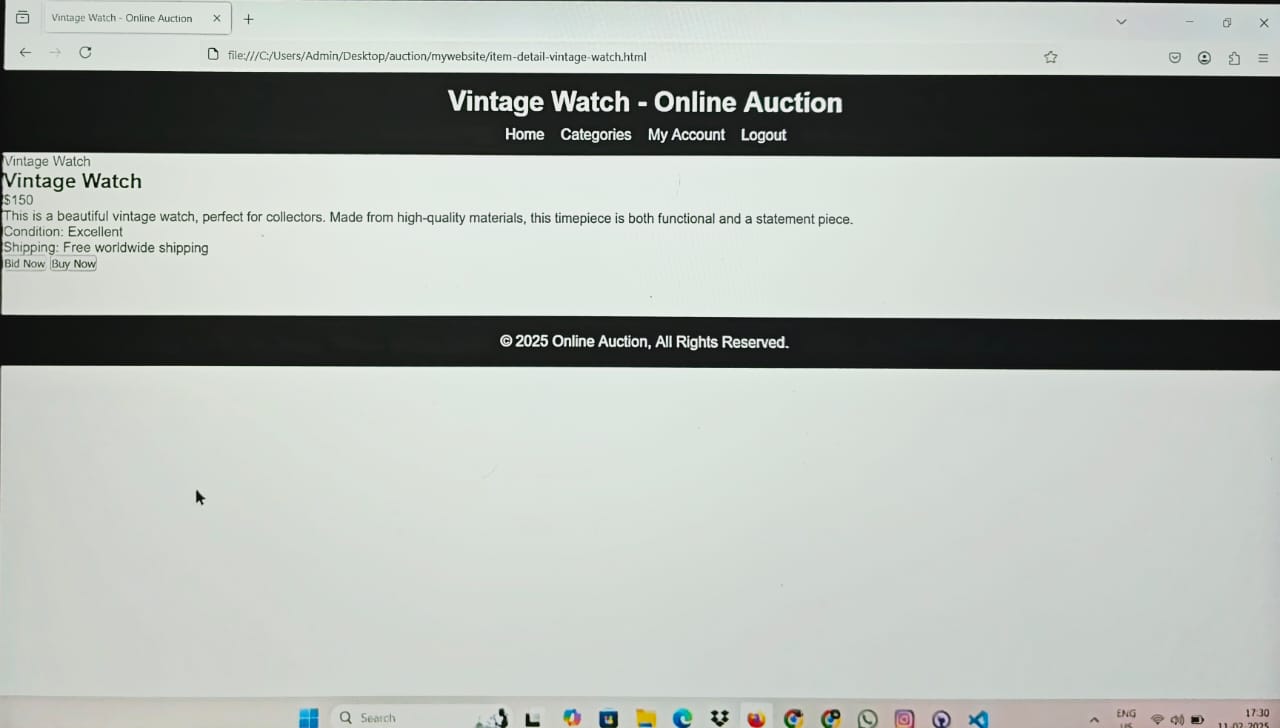 Vintage Watch - Online Auction
file:///C:/Users/Admin/Desktop/auction/mywebsite/item-detail-vintage-watch.html
Vintage Watch - Online Auction
Home Categories My Account Logout
Vintage Watch
Vintage Watch
$150
This is a beautiful vintage watch, perfect for collectors. Made from high-quality materials, this timepiece is both functional and a statement piece.
Condition: Excellent
Shipping: Free worldwide shipping
Bid Now Buy Now
© 2025 Online Auction, All Rights Reserved.
Search
ENG
17:30
11-02-2025